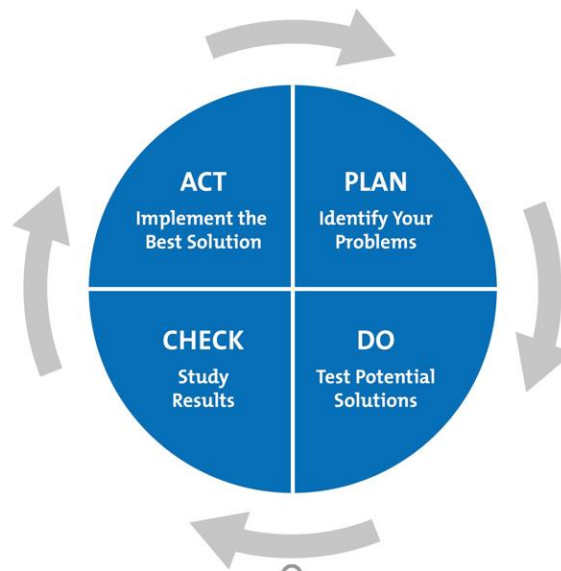 ACT
Implement the
Best Solution
PLAN
Identify Your
Problems
CHECK
Study
Results
DO
Test Potential
Solutions